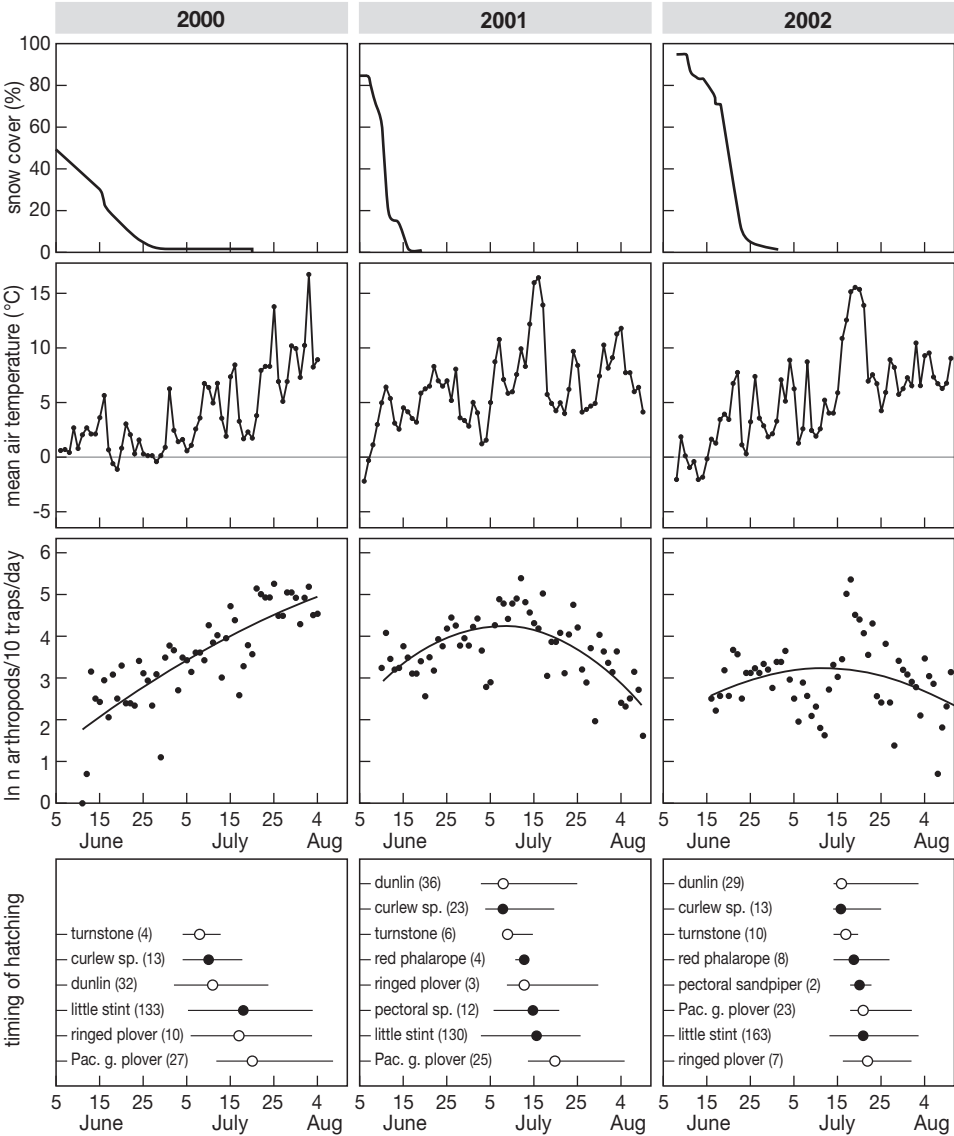 2000 2001 2002
snow cover (%)
100
80
60
40
20
0
mean air temperature (°C)
15
10
5
0
-5
ln n arthropods/10 traps/day
6
5
4
3
2
1
0
5 15 25 5 15 25 4 5 15 25 5 15 25 4 5 15 25 5 15 25 4
June July Aug June July Aug June July Aug
timing of hatching
turnstone (4)
curlew sp. (13)
dunlin (32)
little stint (133)
ringed plover (10)
Pac. g. plover (27)
dunlin (36)
curlew sp. (23)
turnstone (6)
red phalarope (4)
ringed plover (3)
pectoral sp. (12)
little stint (130)
Pac. g. plover (25)
dunlin (29)
curlew sp. (13)
turnstone (10)
red phalarope (8)
pectoral sandpiper (2)
Pac. g. plover (23)
little stint (163)
ringed plover (7)
5 15 25 5 15 25 4 5 15 25 5 15 25 4 5 15 25 5 15 25 4
June July Aug June July Aug June July Aug